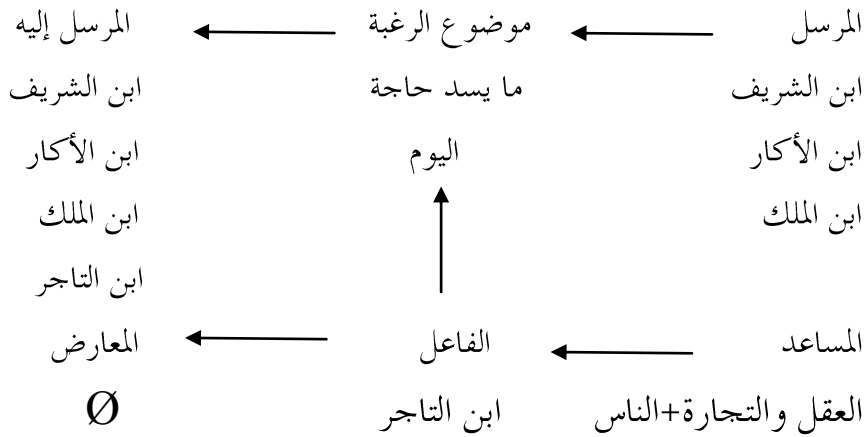 المرسل موضوع الرغبة المرسل إليه
ابن الشريف ما يسد حاجة ابن الشريف
ابن الأكار اليوم ابن الأكار
ابن الملك ابن الملك
ابن التاجر
المساعد الفاعل المعارض
العقل والتجارة+الناس ابن التاجر Ø